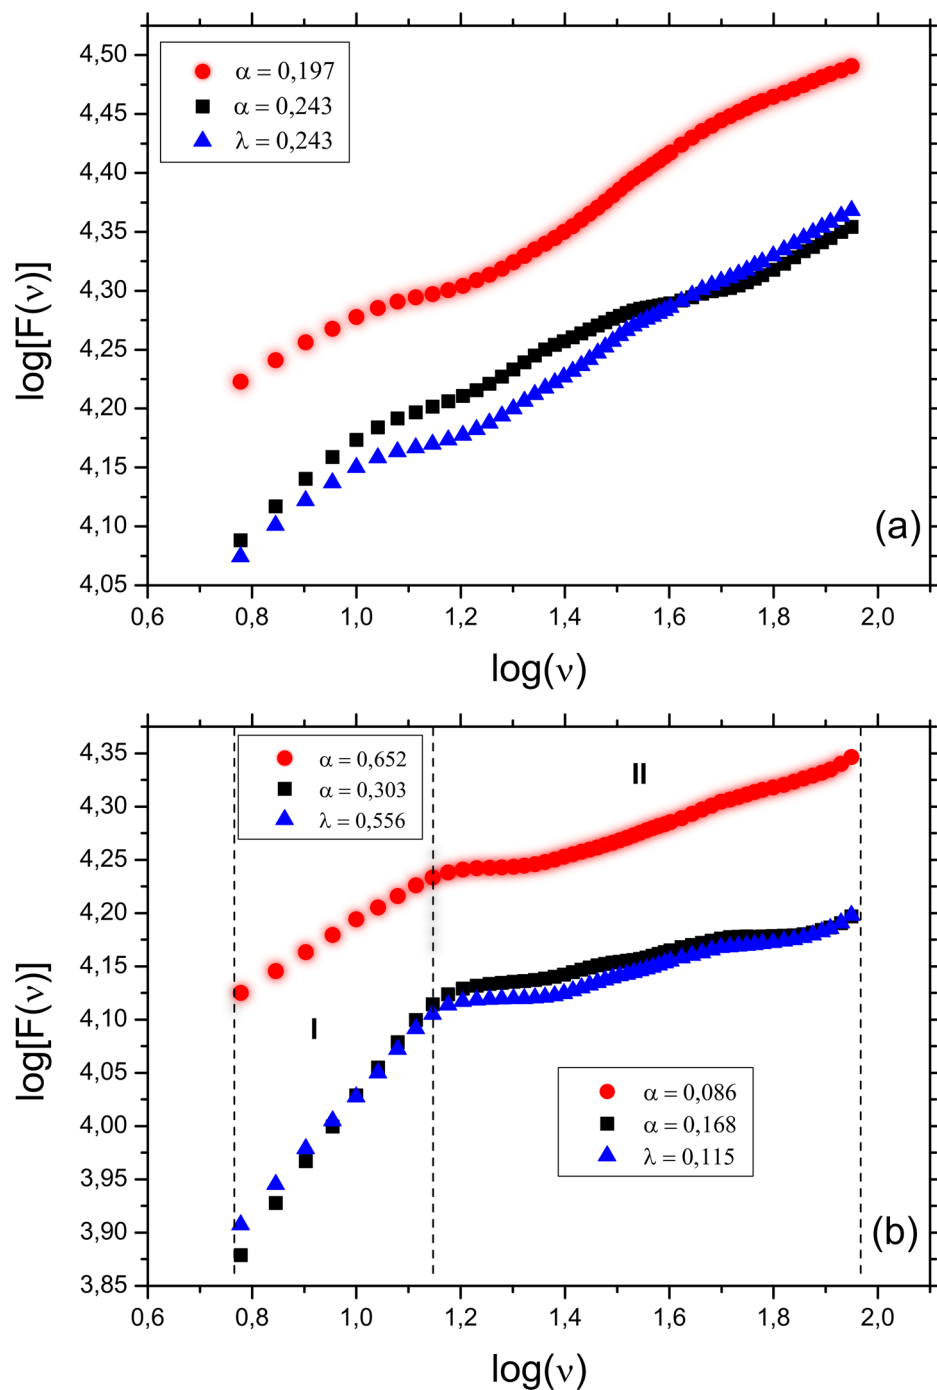 4,50
4,45
4,40
4,35
4,30
4,25
4,20
4,15
4,10
4,05
log[F(ν)]
α = 0,197
α = 0,243
λ = 0,243
(a)
0,6 0,8 1,0 1,2 1,4 1,6 1,8 2,0
log(ν)
4,35
4,30
4,25
4,20
4,15
4,10
4,05
4,00
3,95
3,90
3,85
log[F(ν)]
α = 0,652
α = 0,303
λ = 0,556
II
I
α = 0,086
α = 0,168
λ = 0,115
(b)
0,6 0,8 1,0 1,2 1,4 1,6 1,8 2,0
log(ν)